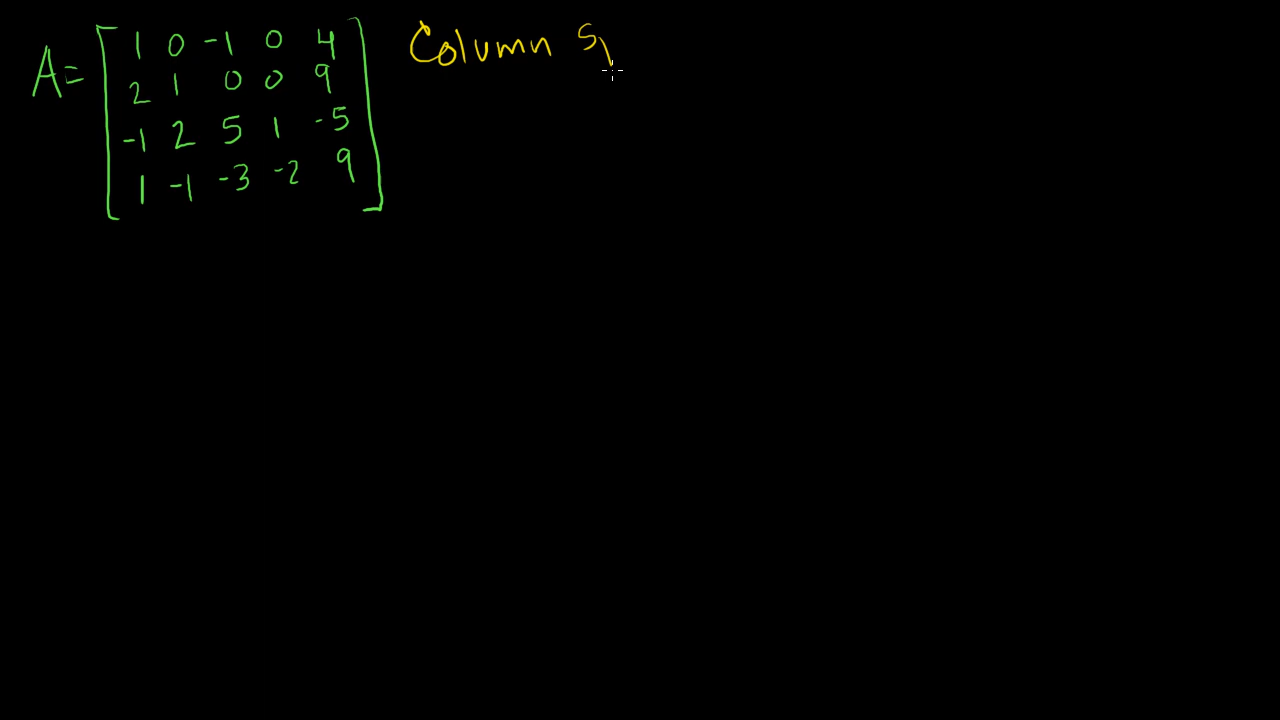 A = 1 0 -1 0 4 Column
2 1 0 0 9
-1 2 5 1 -5
1 -1 -3 -2 9